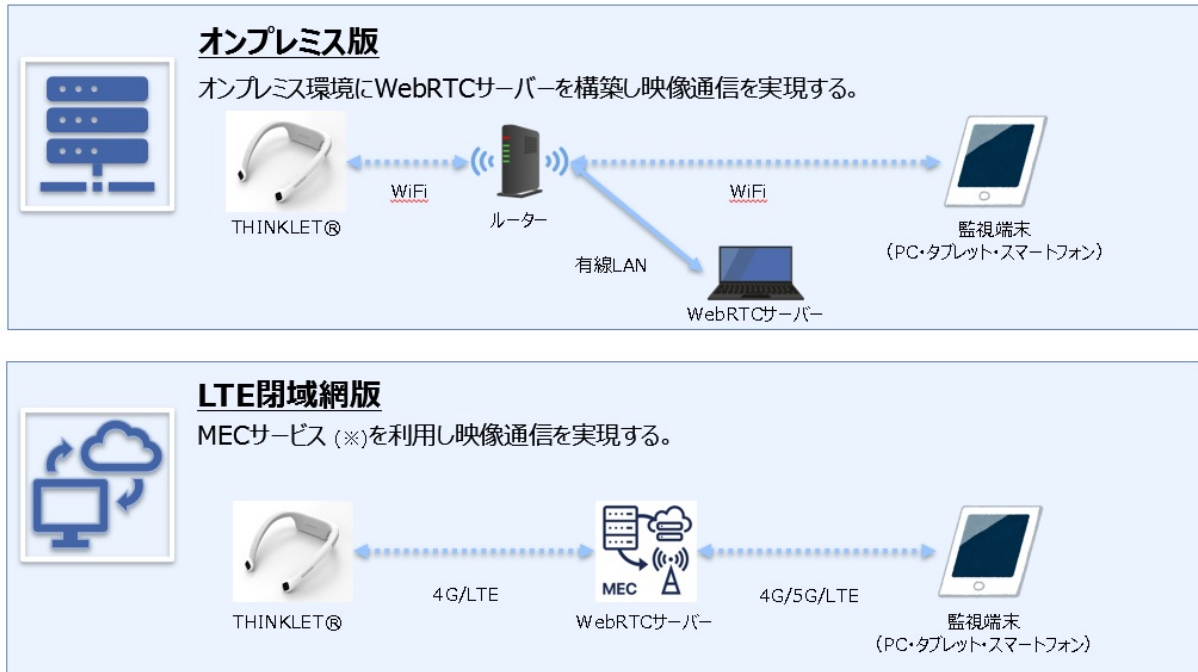 オンプレミス版
オンプレミス環境にWebRTCサーバーを構築し映像通信を実現する。
WiFi
WiFi
THINKLET®
ルーター
監視端末
（PC・タブレット・スマートフォン）
有線LAN
WebRTCサーバー
LTE閉域網版
MECサービス (※)を利用し映像通信を実現する。
MEC
4G/LTE
4G/5G/LTE
THINKLET®
WebRTCサーバー
監視端末
（PC・タブレット・スマートフォン）